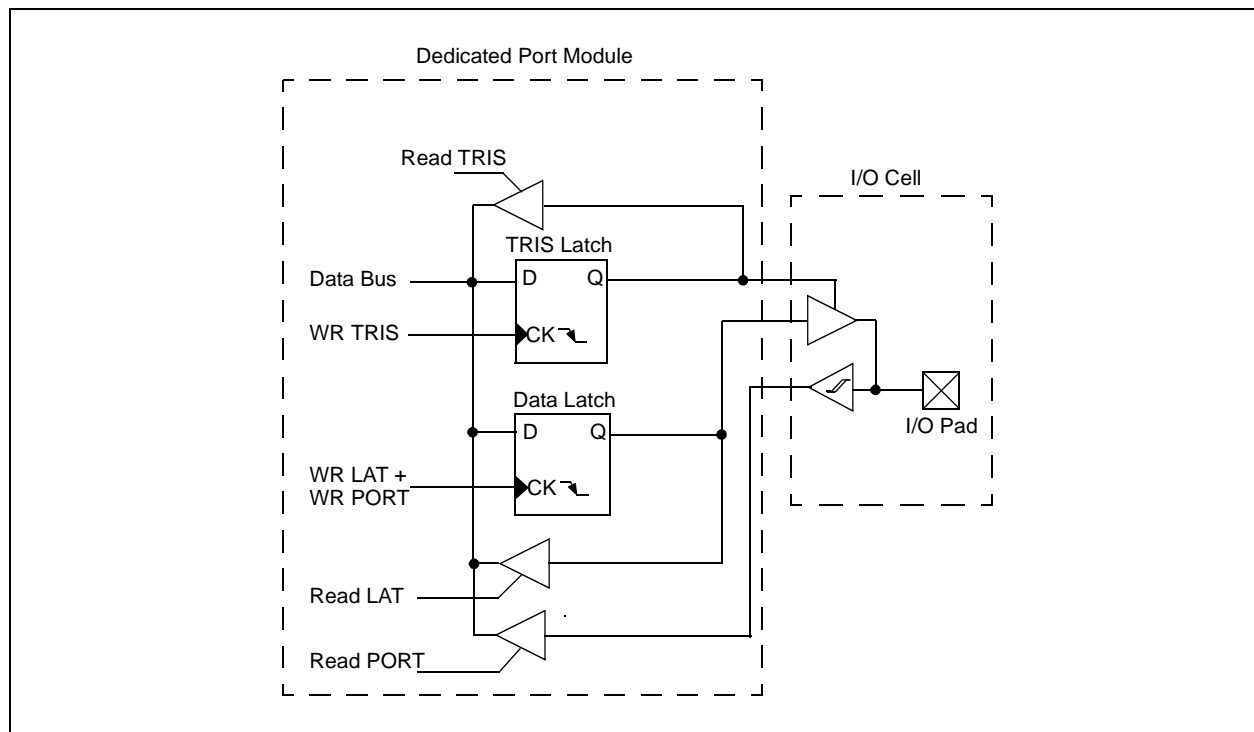 Dedicated Port Module
Read TRIS
I/O Cell
TRIS Latch
Data Bus
D
Q
WR TRIS
CK
Data Latch
D
Q
I/O Pad
WR LAT +
WR PORT
CK
Read LAT
Read PORT